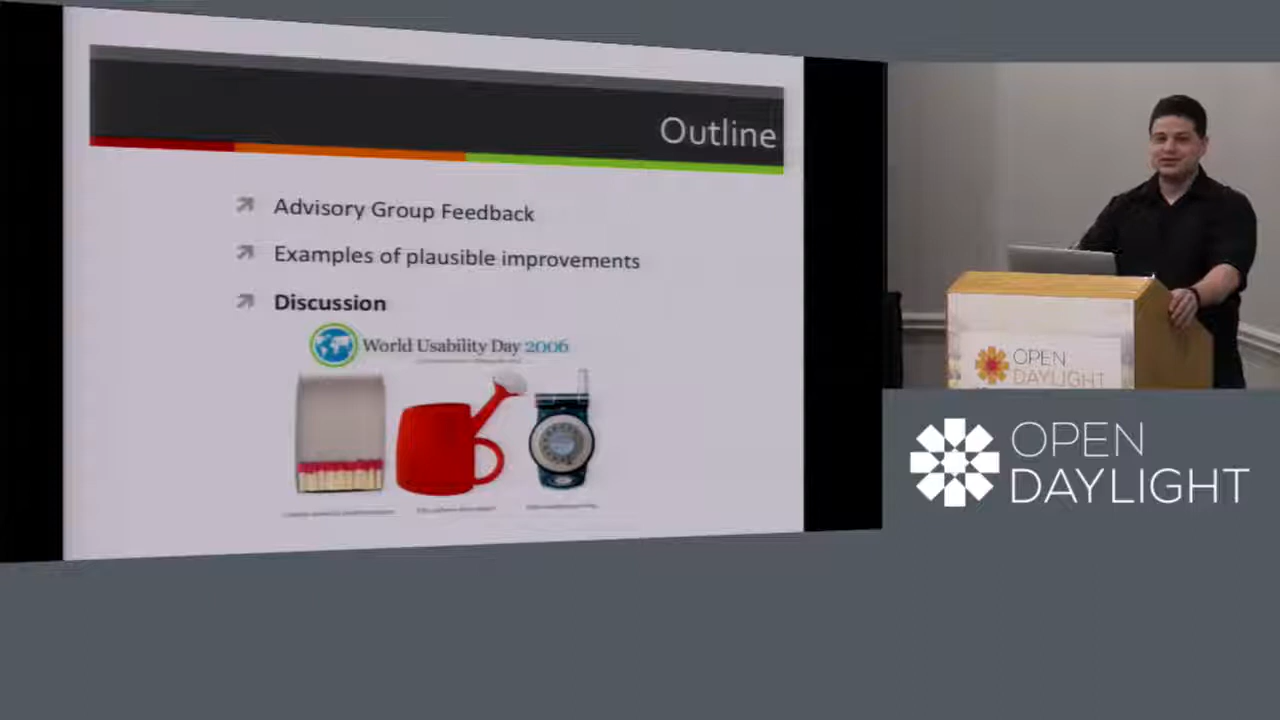 Outline
Advisory Group Feedback
Examples of plausible improvements
Discussion
World Usability Day 2006
OPEN
DAYLIGHT
OPEN
DAYLIGHT